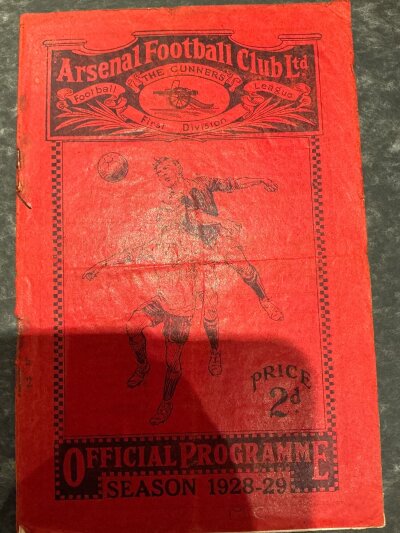 Arsenal Football Club Ltd
THE GUNNERS
Football League
First Division
PRICE
2d
OFFICIAL PROGRAMME
SEASON 1928-29